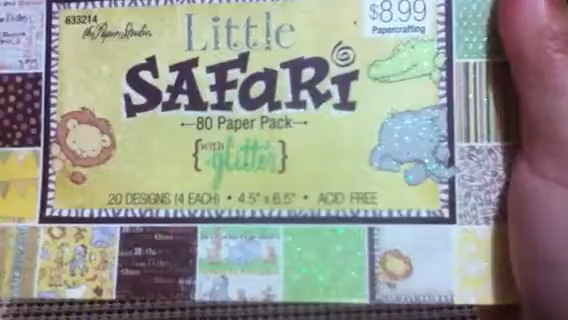 633214
the Paper Studio
$8.99
Papercrafting
Little
SAFARI
80 Paper Pack
{with glitter}
20 DESIGNS (4 EACH) • 4.5" x 6.5" • ACID FREE